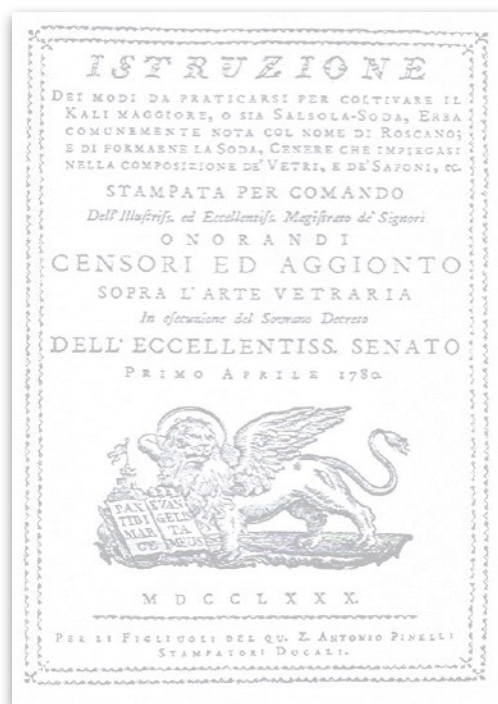 ISTRUZIONE
DEI MODI DA PRATICARSI PER COLTIVARE IL
KALI MAGGIORE, O SIA SALSOLA-SODA, ERBA
COMUNEMENTE NOTA COL NOME DI ROSCANO;
E DI FORMARNE LA SODA, CENERE CHE IMPIEGASI
NELLA COMPOSIZIONE DE' VETRI, E DE' SAPONI, ec.
STAMPATA PER COMANDO
Dell' Illustriss. ed Eccellentiss. Magistrato de' Signori
ONORANDI
CENSORI ED AGGIONTO
SOPRA L'ARTE VETRARIA
In esecuzione del Sovrano Decreto
DELL' ECCELLENTISS. SENATO
PRIMO APRILE 1780.
PAX EVAN
TIBI GELI
MAR TA
CE MEUS
MDCCLXXX.
PER LI FIGLIUOLI DEL QU. Z. ANTONIO PINELLI
STAMPATORI DUCALI.